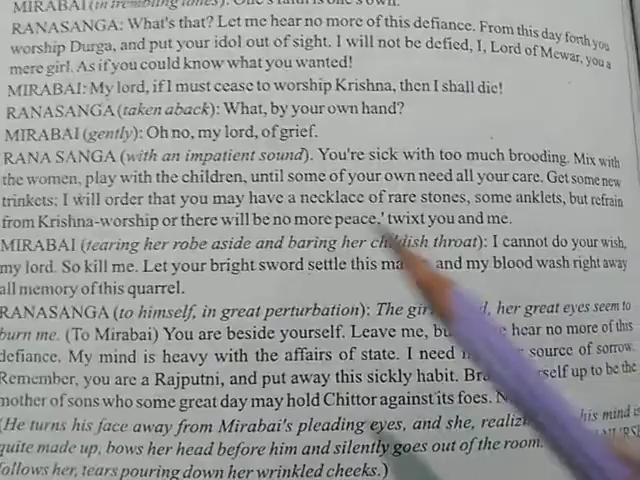 MIRABAI (in trembling tones): One's faith is one's own.
RANASANGA: What's that? Let me hear no more of this defiance. From this day forth you
worship Durga, and put your idol out of sight. I will not be defied, I, Lord of Mewar, you a
mere girl. As if you could know what you wanted!
MIRABAI: My lord, if I must cease to worship Krishna, then I shall die!
RANASANGA (taken aback): What, by your own hand?
MIRABAI (gently): Oh no, my lord, of grief.
RANA SANGA (with an impatient sound). You're sick with too much brooding. Mix with
the women, play with the children, until some of your own need all your care. Get some new
trinkets; I will order that you may have a necklace of rare stones, some anklets, but refrain
from Krishna-worship or there will be no more peace,' twixt you and me.
MIRABAI (tearing her robe aside and baring her childish throat): I cannot do your wish,
my lord. So kill me. Let your bright sword settle this and my blood wash right away
all memory of this quarrel.
RANASANGA (to himself, in great perturbation): The her great eyes seem to
burn me. (To Mirabai) You are beside yourself. Leave me, hear no more of this
defiance. My mind is heavy with the affairs of state. I need source of sorrow.
Remember, you are a Rajputni, and put away this sickly habit. up to be the
mother of sons who some great day may hold Chittor against its foes.
(He turns his face away from Mirabai's pleading eyes, and she, his mind is
quite made up, bows her head before him and silently goes out of the room.
follows her, tears pouring down her wrinkled cheeks.)